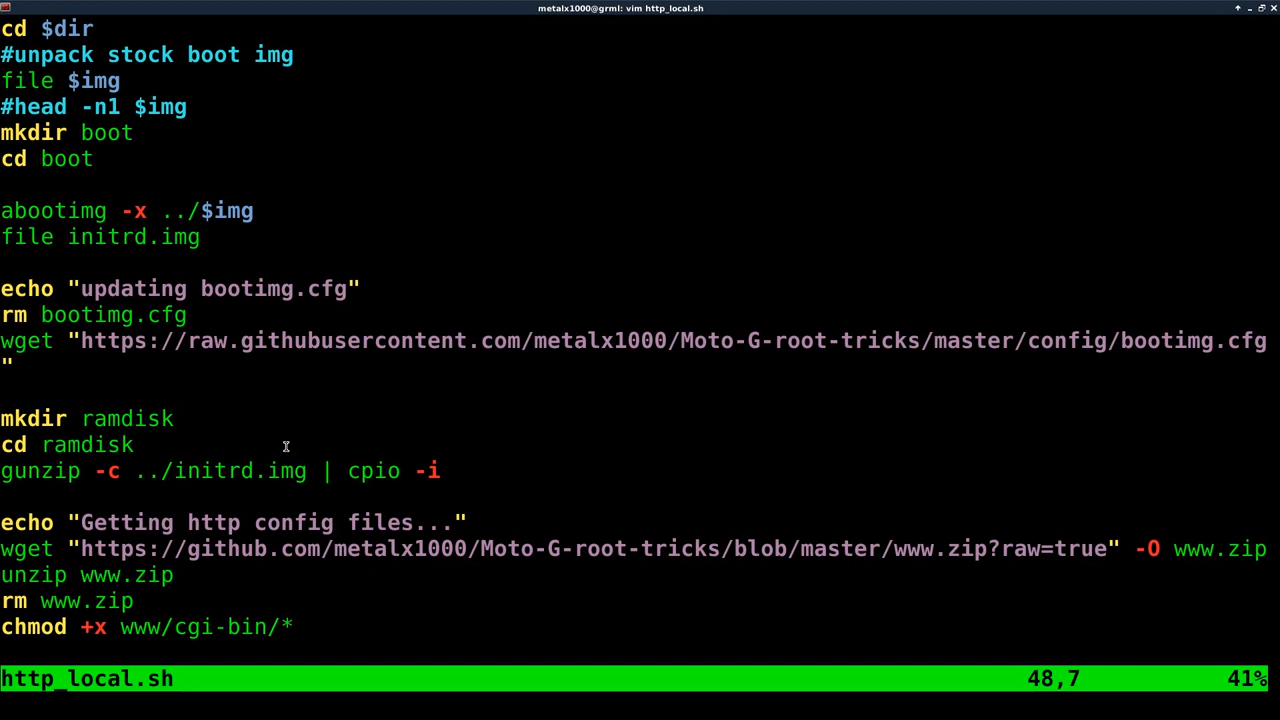 metalx1000@grml: vim http_local.sh
cd $dir
#unpack stock boot img
file $img
#head -n1 $img
mkdir boot
cd boot
abootimg -x ../$img
file initrd.img
echo "updating bootimg.cfg"
rm bootimg.cfg
wget "https://raw.githubusercontent.com/metalx1000/Moto-G-root-tricks/master/config/bootimg.cfg
"
mkdir ramdisk
cd ramdisk
gunzip -c ../initrd.img | cpio -i
echo "Getting http config files..."
wget "https://github.com/metalx1000/Moto-G-root-tricks/blob/master/www.zip?raw=true" -O www.zip
unzip www.zip
rm www.zip
chmod +x www/cgi-bin/*
http_local.sh 48,7 41%